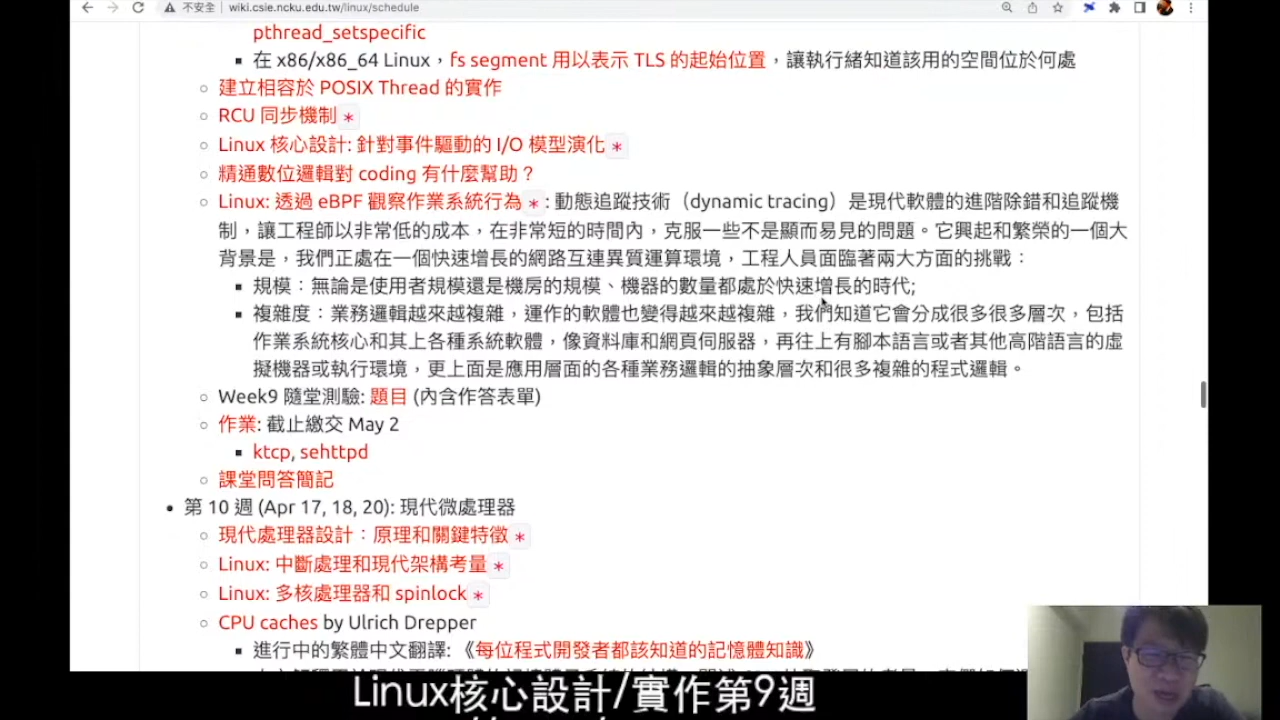 不安全 wiki.csie.ncku.edu.tw/linux/schedule
pthread_setspecific
▪ 在 x86/x86_64 Linux，fs segment 用以表示 TLS 的起始位置，讓執行緒知道該用的空間位於何處
○ 建立相容於 POSIX Thread 的實作
○ RCU 同步機制 *
○ Linux 核心設計: 針對事件驅動的 I/O 模型演化 *
○ 精通數位邏輯對 coding 有什麼幫助？
○ Linux: 透過 eBPF 觀察作業系統行為 * : 動態追蹤技術（dynamic tracing）是現代軟體的進階除錯和追蹤機
制，讓工程師以非常低的成本，在非常短的時間內，克服一些不是顯而易見的問題。它興起和繁榮的一個大
背景是，我們正處在一個快速增長的網路互連異質運算環境，工程人員面臨著兩大方面的挑戰：
▪ 規模：無論是使用者規模還是機房的規模、機器的數量都處於快速增長的時代;
▪ 複雜度：業務邏輯越來越複雜，運作的軟體也變得越來越複雜，我們知道它會分成很多很多層次，包括
作業系統核心和其上各種系統軟體，像資料庫和網頁伺服器，再往上有腳本語言或者其他高階語言的虛
擬機器或執行環境，更上面是應用層面的各種業務邏輯的抽象層次和很多複雜的程式邏輯。
○ Week9 隨堂測驗: 題目 (內含作答表單)
○ 作業: 截止繳交 May 2
▪ ktcp, sehttpd
○ 課堂問答簡記
• 第 10 週 (Apr 17, 18, 20): 現代微處理器
○ 現代處理器設計：原理和關鍵特徵 *
○ Linux: 中斷處理和現代架構考量 *
○ Linux: 多核處理器和 spinlock *
○ CPU caches by Ulrich Drepper
▪ 進行中的繁體中文翻譯: 《每位程式開發者都該知道的記憶體知識》
Linux核心設計/實作第9週